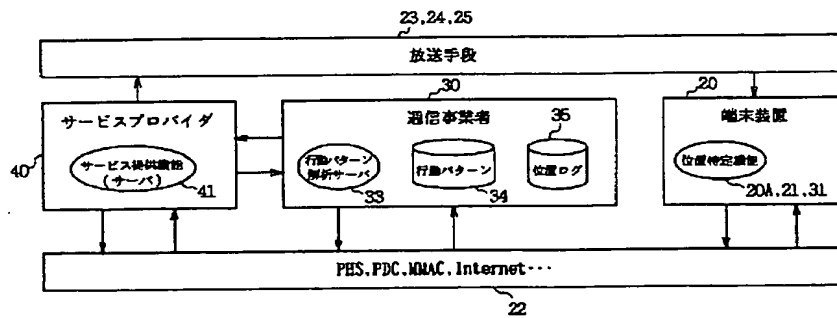 23,24,25
放送手段
30
20
サービスプロバイダ
通信事業者
35
端末装置
40
サービス提供機能
(サーバ)
41
行動パターン
解析サーバ
33
行動パターン
34
位置ログ
位置特定機能
20A,21,31
PHS,PDC,MMAC,Internet･･･
22